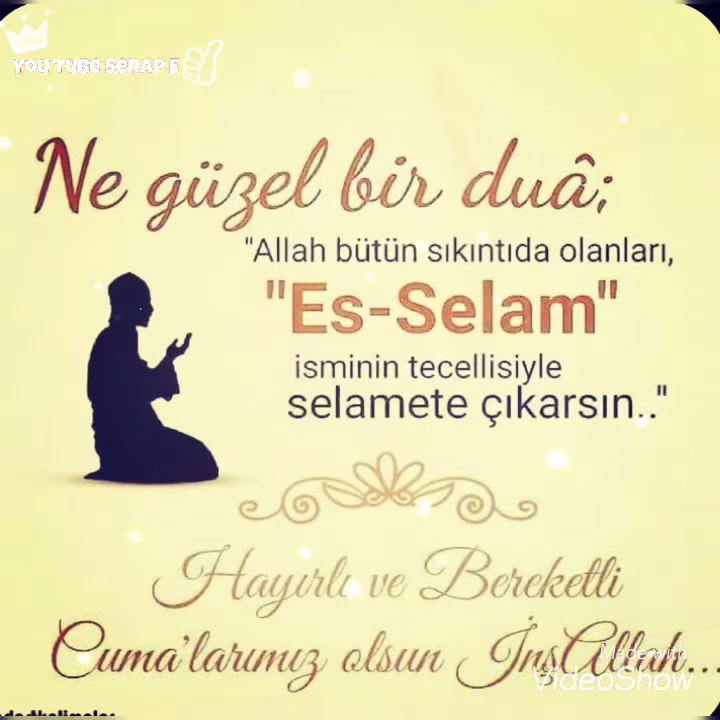 YOU TUBE SERAP E
Ne güzel bir duâ;
"Allah bütün sıkıntıda olanları,
"Es-Selam"
isminin tecellisiyle
selamete çıkarsın.."
Hayırlı ve Bereketli
Cuma'larımız olsun İnşAllah...
Made with
VideoShow